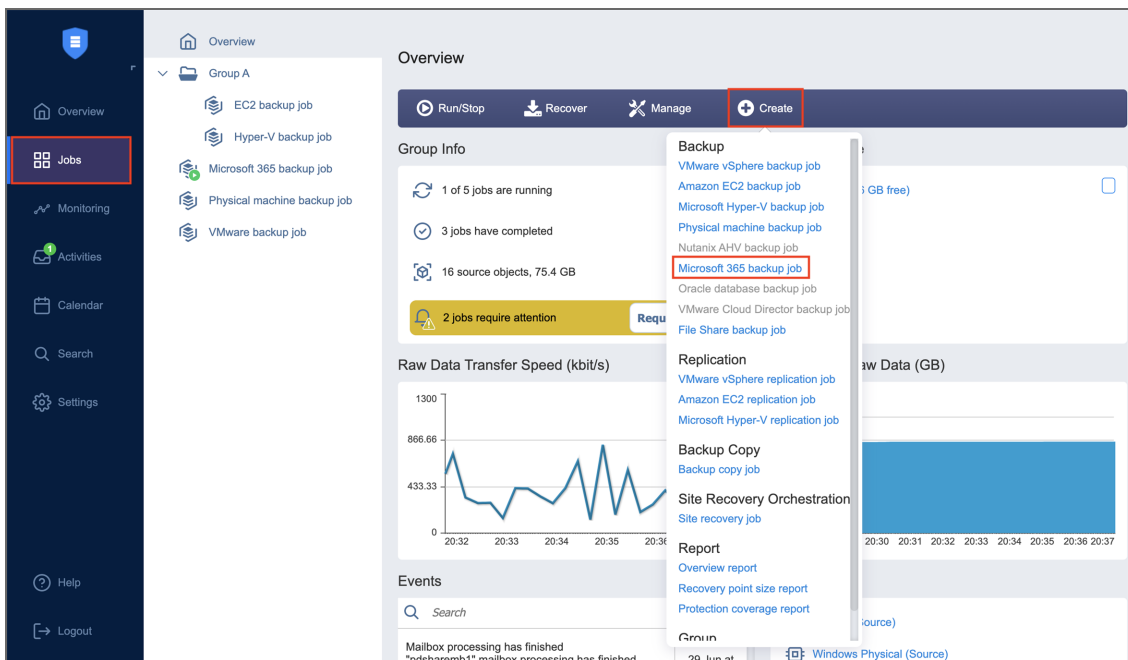 Overview
Jobs
Monitoring
1
Activities
Calendar
Search
Settings
Help
Logout
Overview
Group A
EC2 backup job
Hyper-V backup job
Microsoft 365 backup job
Physical machine backup job
VMware backup job
Overview
Run/Stop
Recover
Manage
Create
Group Info
1 of 5 jobs are running
3 jobs have completed
16 source objects, 75.4 GB
2 jobs require attention
Backup
VMware vSphere backup job
Amazon EC2 backup job
Microsoft Hyper-V backup job
Physical machine backup job
Nutanix AHV backup job
Microsoft 365 backup job
Oracle database backup job
VMware Cloud Director backup job
File Share backup job
Replication
VMware vSphere replication job
Amazon EC2 replication job
Microsoft Hyper-V replication job
Backup Copy
Backup copy job
Site Recovery Orchestration
Site recovery job
Report
Overview report
Recovery point size report
Protection coverage report
Group
GB free)
Raw Data Transfer Speed (kbit/s)
1300
866.66
433.33
0
20:32 20:33 20:34 20:35 20:36
Data (GB)
20:30 20:31 20:32 20:33 20:34 20:35 20:36 20:37
Events
Search
Mailbox processing has finished
"ndsharemb1" mailbox processing has finished
29 Jun at
Source)
Windows Physical (Source)